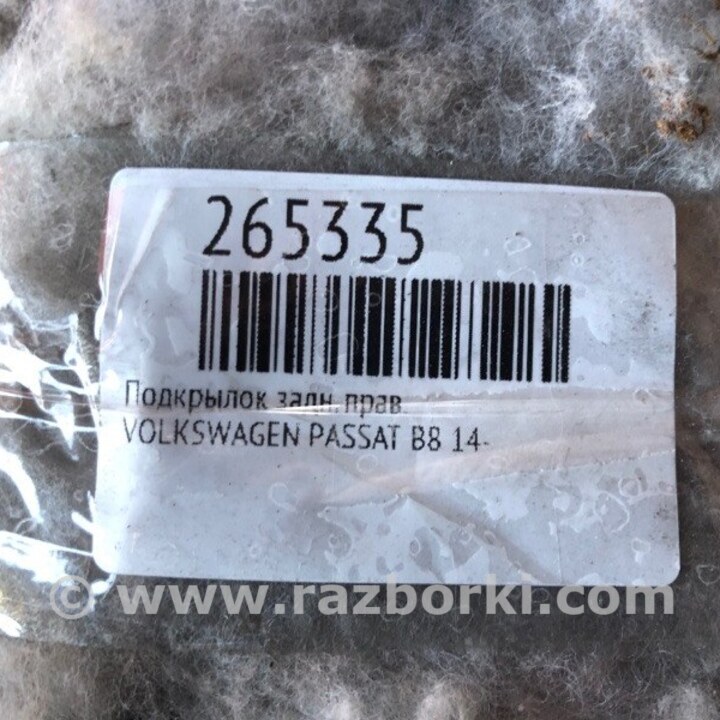 265335
Подкрылок задн. прав.
VOLKSWAGEN PASSAT B8 14-
© www.razborki.com